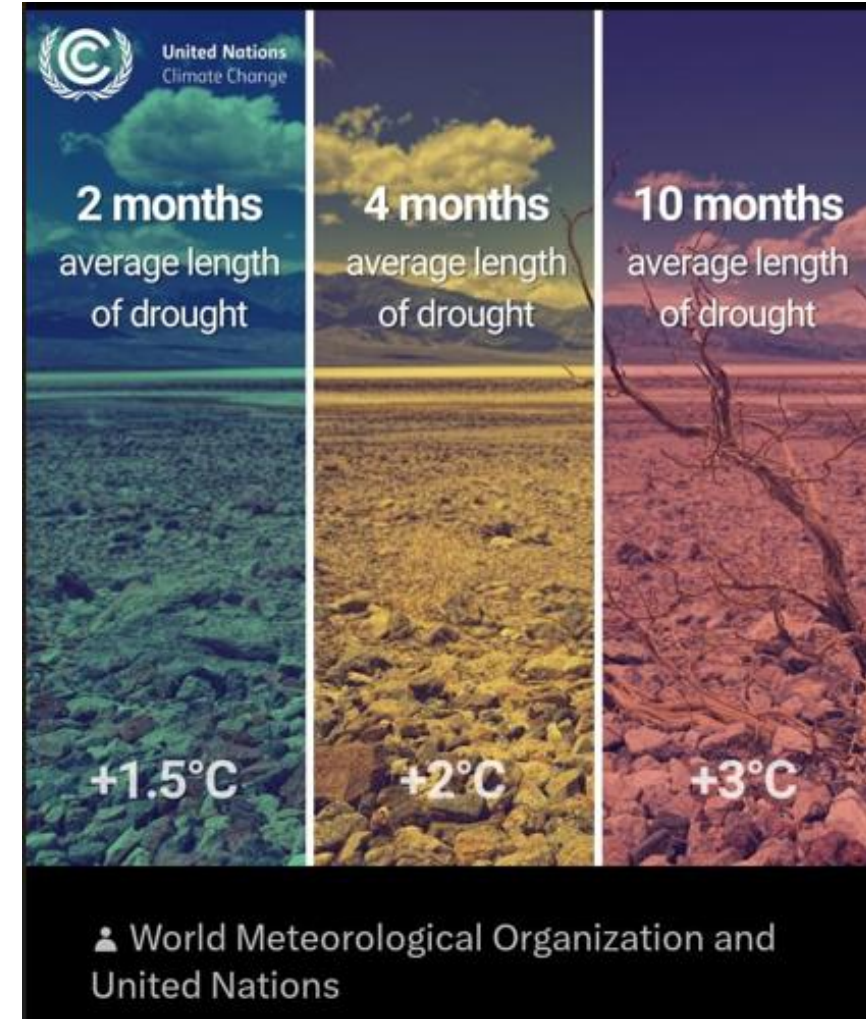 United Nations
Climate Change
2 months
average length
of drought
+1.5°C
4 months
average length
of drought
+2°C
10 months
average length
of drought
+3°C
World Meteorological Organization and
United Nations